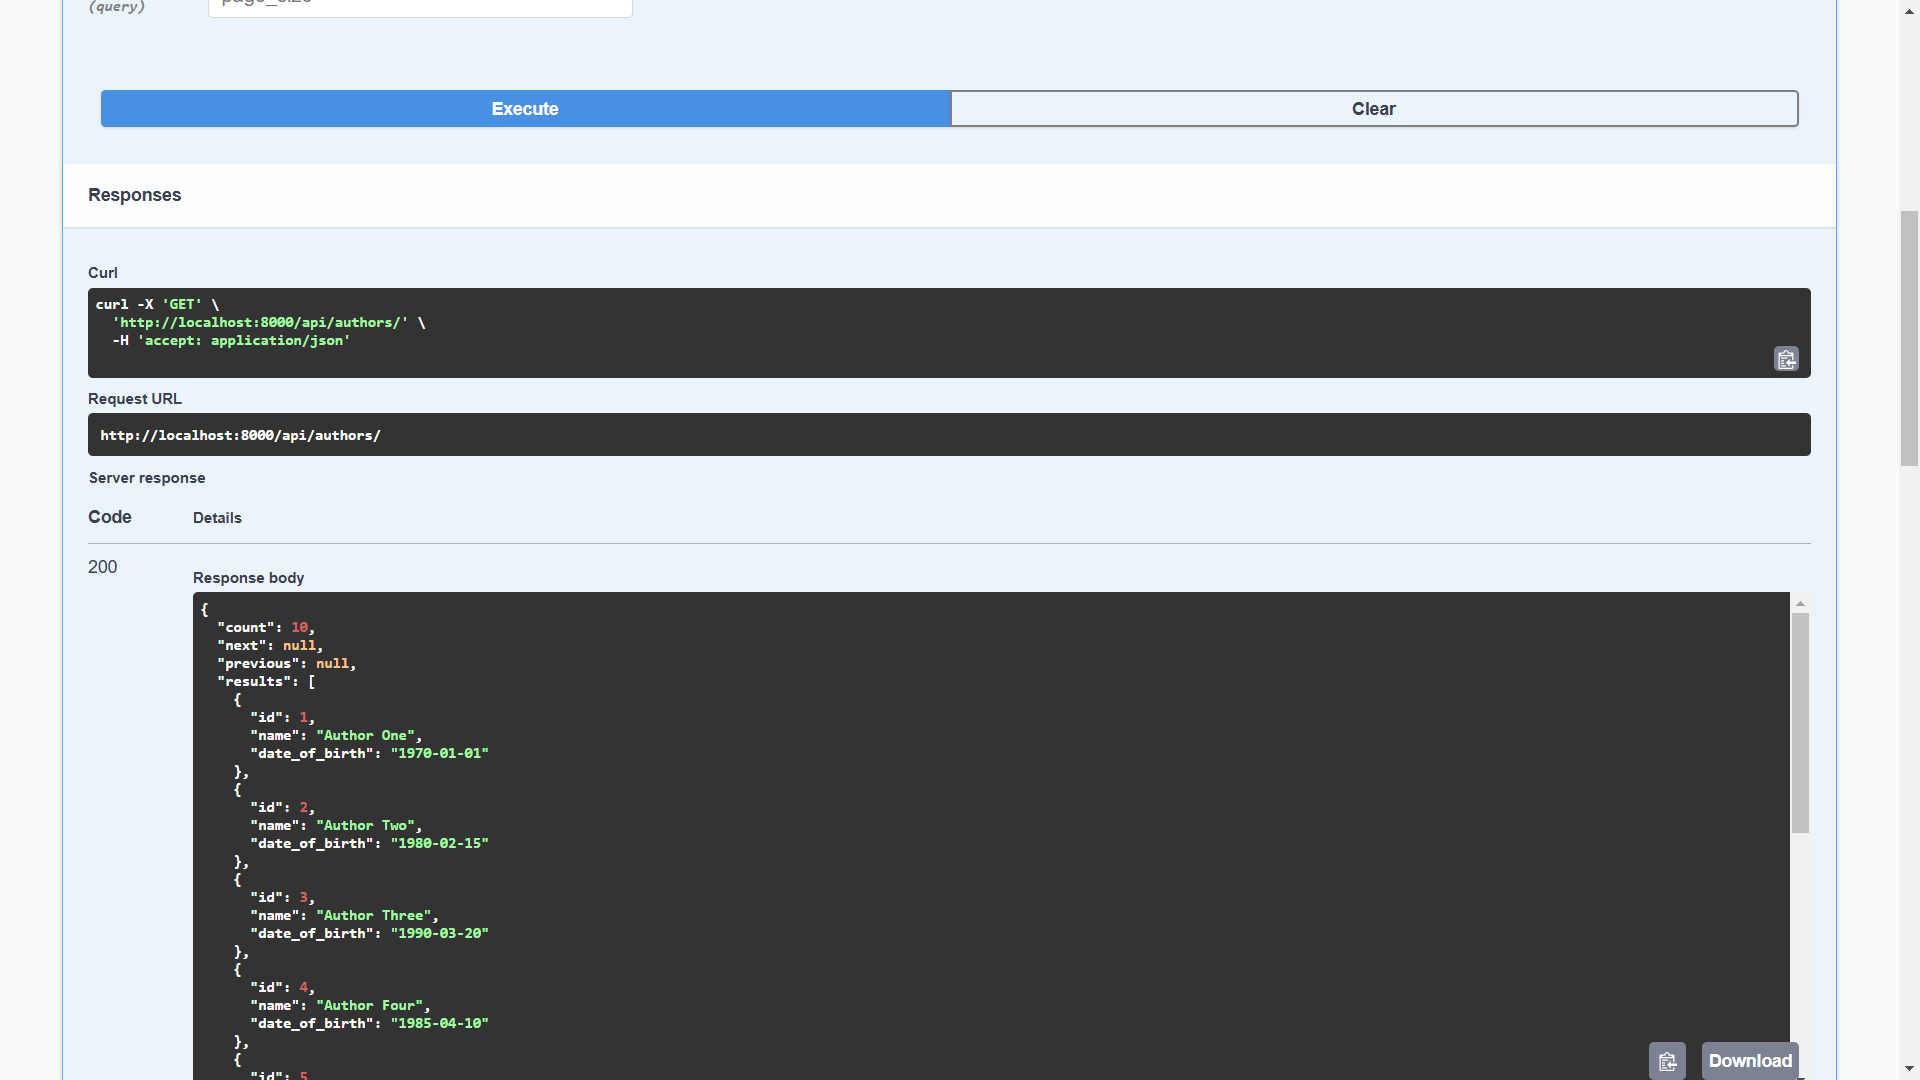 (query)
Execute
Clear
Responses
Curl
curl -X 'GET' \
  'http://localhost:8000/api/authors/' \
  -H 'accept: application/json'
Request URL
http://localhost:8000/api/authors/
Server response
Code Details
200
Response body
{
  "count": 10,
  "next": null,
  "previous": null,
  "results": [
    {
      "id": 1,
      "name": "Author One",
      "date_of_birth": "1970-01-01"
    },
    {
      "id": 2,
      "name": "Author Two",
      "date_of_birth": "1980-02-15"
    },
    {
      "id": 3,
      "name": "Author Three",
      "date_of_birth": "1990-03-20"
    },
    {
      "id": 4,
      "name": "Author Four",
      "date_of_birth": "1985-04-10"
    },
    {
      "id": 5
Download